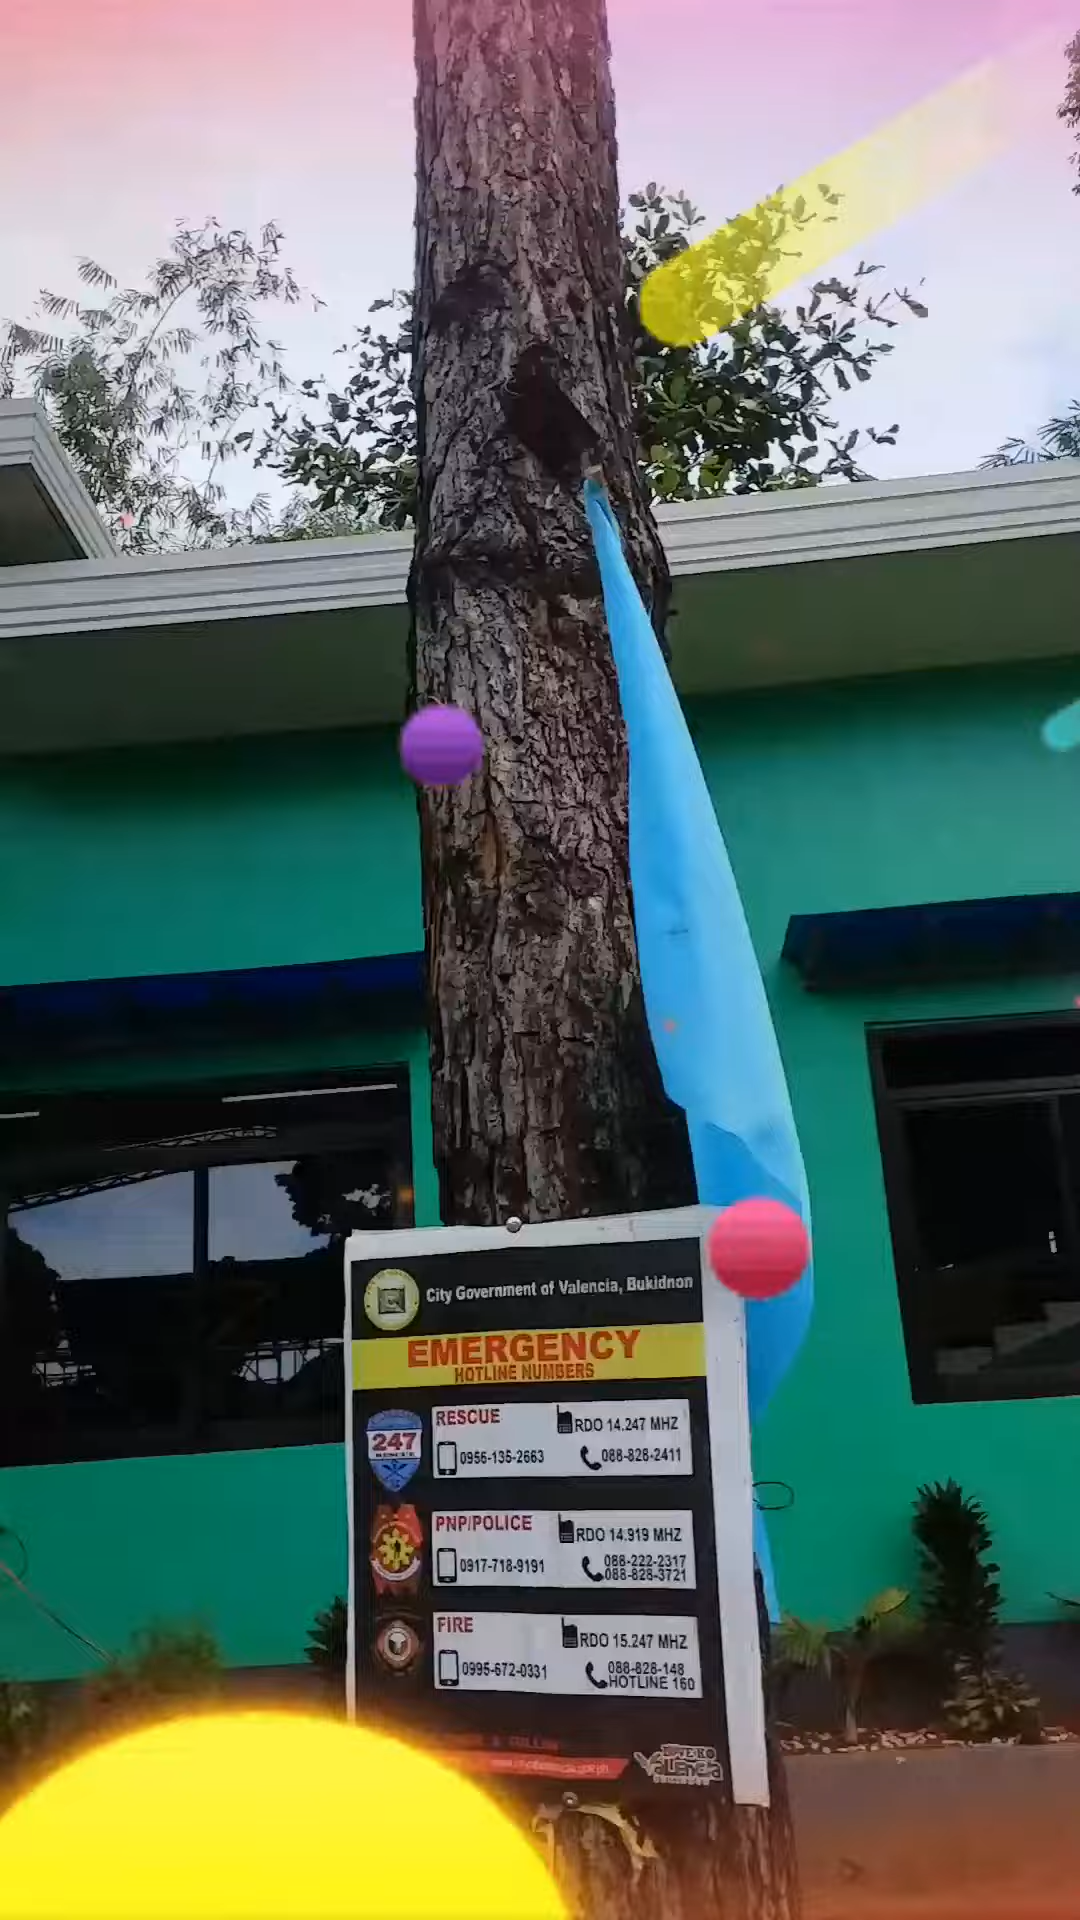 City Government of Valencia, Bukidnon
EMERGENCY
HOTLINE NUMBERS
247
RESCUE
RDO 14.247 MHZ
0956-135-2663
088-828-2411
PNP/POLICE
RDO 14.919 MHZ
0917-718-9191
088-222-2317
088-828-3721
FIRE
RDO 15.247 MHZ
0995-672-0331
088-828-148
HOTLINE 160
Valencia